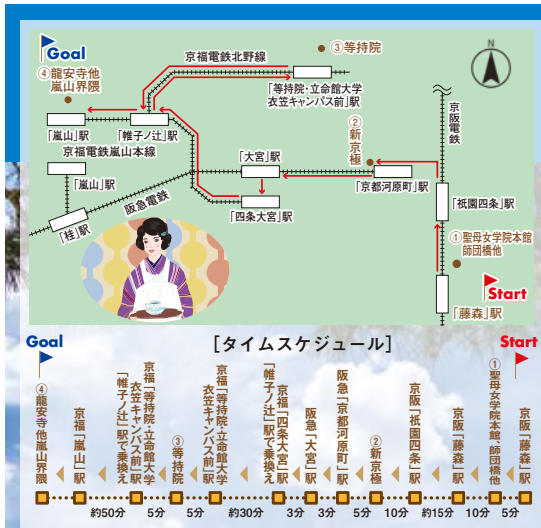 Goal
④龍安寺他
嵐山界隈
京福電鉄北野線
③等持院
N
「等持院・立命館大学
衣笠キャンパス前」駅
「嵐山」駅
「帷子ノ辻」駅
京福電鉄嵐山本線
「大宮」駅
②新京極
「京都河原町」駅
京阪電鉄
「嵐山」駅
阪急電鉄
「四条大宮」駅
「祇園四条」駅
「桂」駅
①聖母女学院本館
師団橋他
Start
「藤森」駅
[タイムスケジュール]
Goal
Start
④龍安寺他嵐山界隈
京福「嵐山」駅
京福「等持院・立命館大学
衣笠キャンパス前」駅
「帷子ノ辻」駅で乗換え
③等持院
京福「等持院・立命館大学
衣笠キャンパス前」駅
京福「四条大宮」駅
「帷子ノ辻」駅で乗換え
阪急「大宮」駅
阪急「京都河原町」駅
②新京極
京阪「祇園四条」駅
京阪「藤森」駅
①聖母女学院本館・師団橋他
京阪「藤森」駅
約50分 5分 5分 約30分 3分 3分 5分 10分 約15分 10分 5分